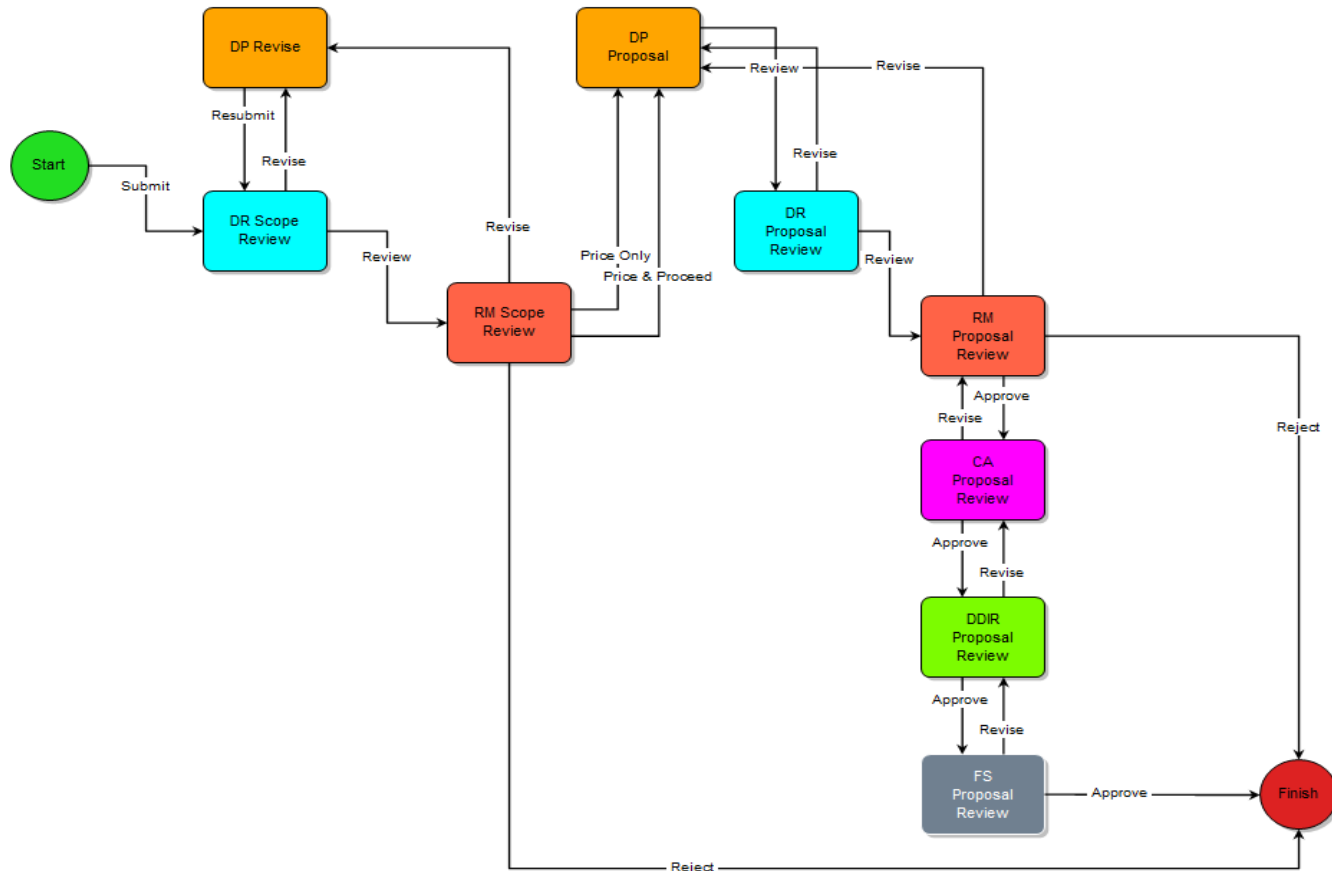 DP Revise
DP
Proposal
Review
Revise
Resubmit
Start
Revise
Revise
Submit
DR Scope
Review
DR
Proposal
Review
Revise
Review
Price Only
Review
Price & Proceed
RM Scope
Review
RM
Proposal
Review
Approve
Revise
Reject
CA
Proposal
Review
Approve
Revise
DDIR
Proposal
Review
Approve
Revise
FS
Proposal
Review
Approve
Finish
Reject